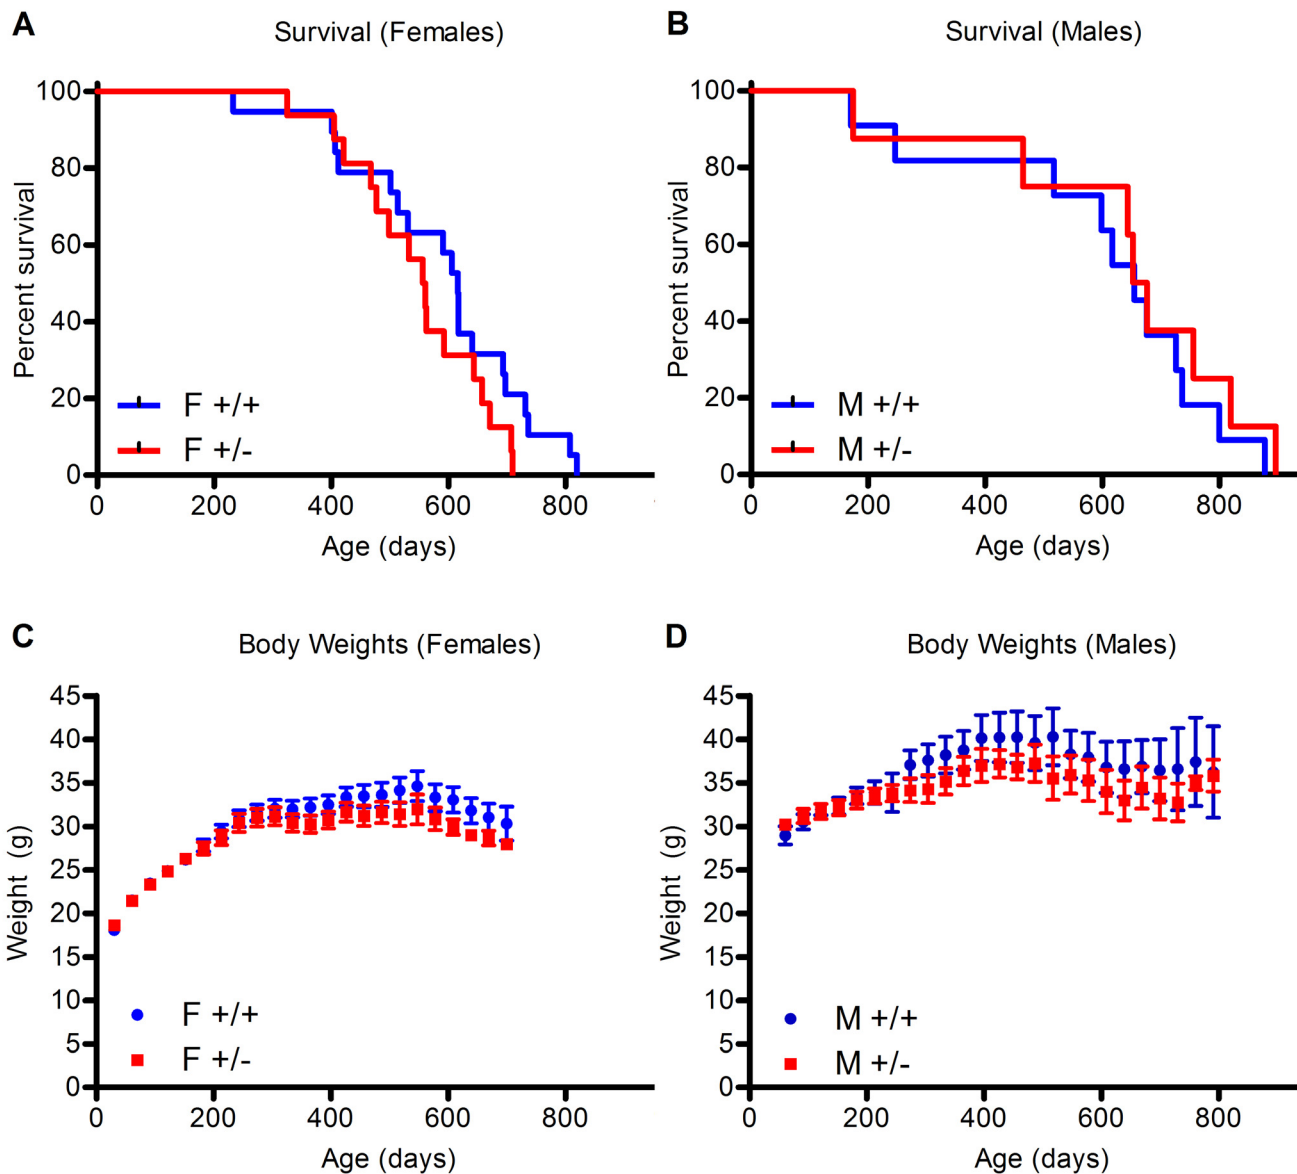 A
Survival (Females)
Percent survival
100
80
60
40
20
0
F +/+
F +/-
0 200 400 600 800
Age (days)
B
Survival (Males)
Percent survival
100
80
60
40
20
0
M +/+
M +/-
0 200 400 600 800
Age (days)
C
Body Weights (Females)
Weight (g)
45
40
35
30
25
20
15
10
5
0
F +/+
F +/-
0 200 400 600 800
Age (days)
D
Body Weights (Males)
Weight (g)
45
40
35
30
25
20
15
10
5
0
M +/+
M +/-
0 200 400 600 800
Age (days)